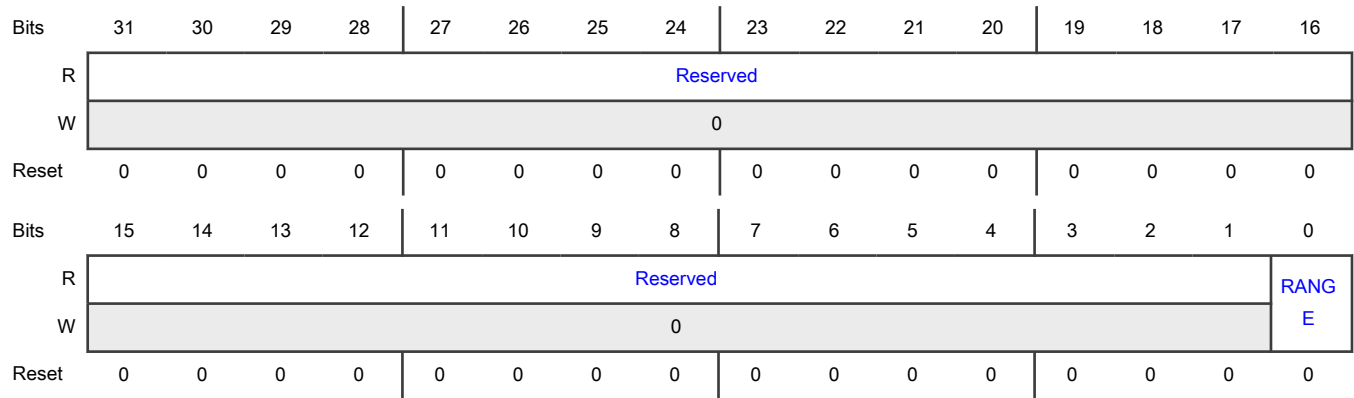 Bits 31 30 29 28 27 26 25 24 23 22 21 20 19 18 17 16
R Reserved
W 0
Reset 0 0 0 0 0 0 0 0 0 0 0 0 0 0 0 0
Bits 15 14 13 12 11 10 9 8 7 6 5 4 3 2 1 0
R Reserved RANG
W 0 E
Reset 0 0 0 0 0 0 0 0 0 0 0 0 0 0 0 0